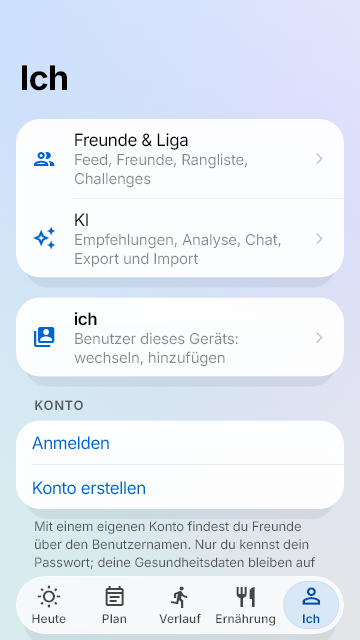 Ich
Freunde & Liga
Feed, Freunde, Rangliste,
Challenges
KI
Empfehlungen, Analyse, Chat,
Export und Import
ich
Benutzer dieses Geräts:
wechseln, hinzufügen
KONTO
Anmelden
Konto erstellen
Mit einem eigenen Konto findest du Freunde
über den Benutzernamen. Nur du kennst dein
Passwort; deine Gesundheitsdaten bleiben auf
Heute
Plan
Verlauf
Ernährung
Ich